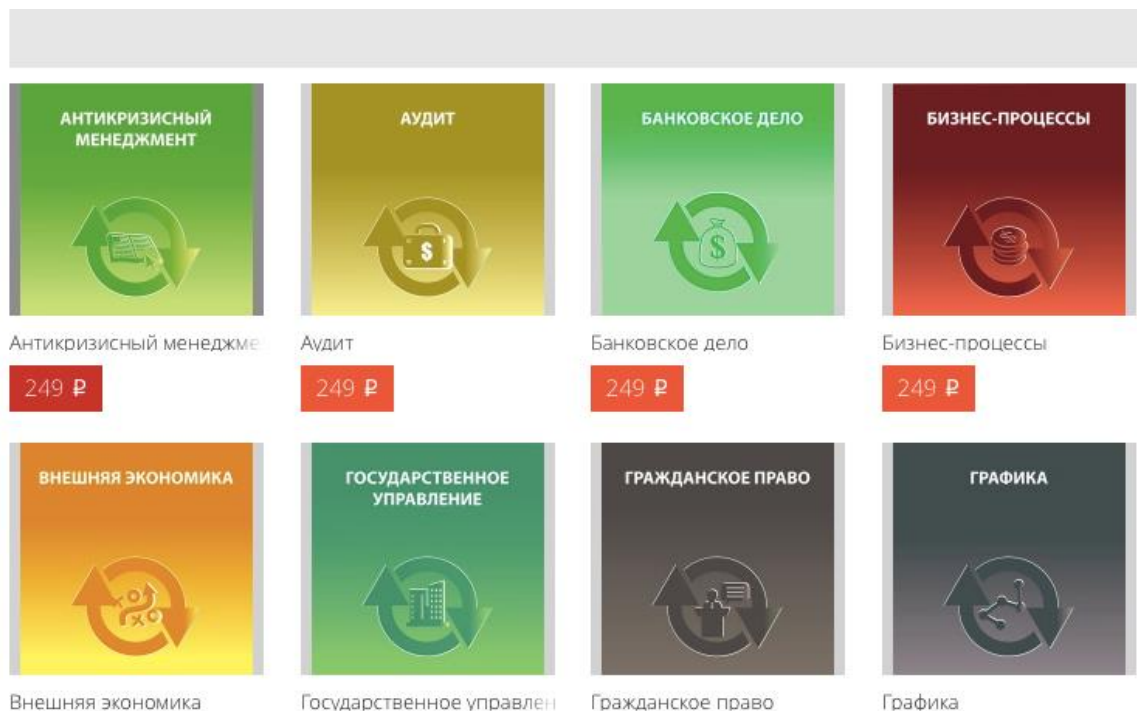 АНТИКРИЗИСНЫЙ
МЕНЕДЖМЕНТ
АУДИТ
БАНКОВСКОЕ ДЕЛО
БИЗНЕС-ПРОЦЕССЫ
$
$
Антикризисный менеджме
Аудит
Банковское дело
Бизнес-процессы
249 ₽
249 ₽
249 ₽
249 ₽
ВНЕШНЯЯ ЭКОНОМИКА
ГОСУДАРСТВЕННОЕ
УПРАВЛЕНИЕ
ГРАЖДАНСКОЕ ПРАВО
ГРАФИКА
Внешняя экономика
Государственное управлен
Гражданское право
Графика